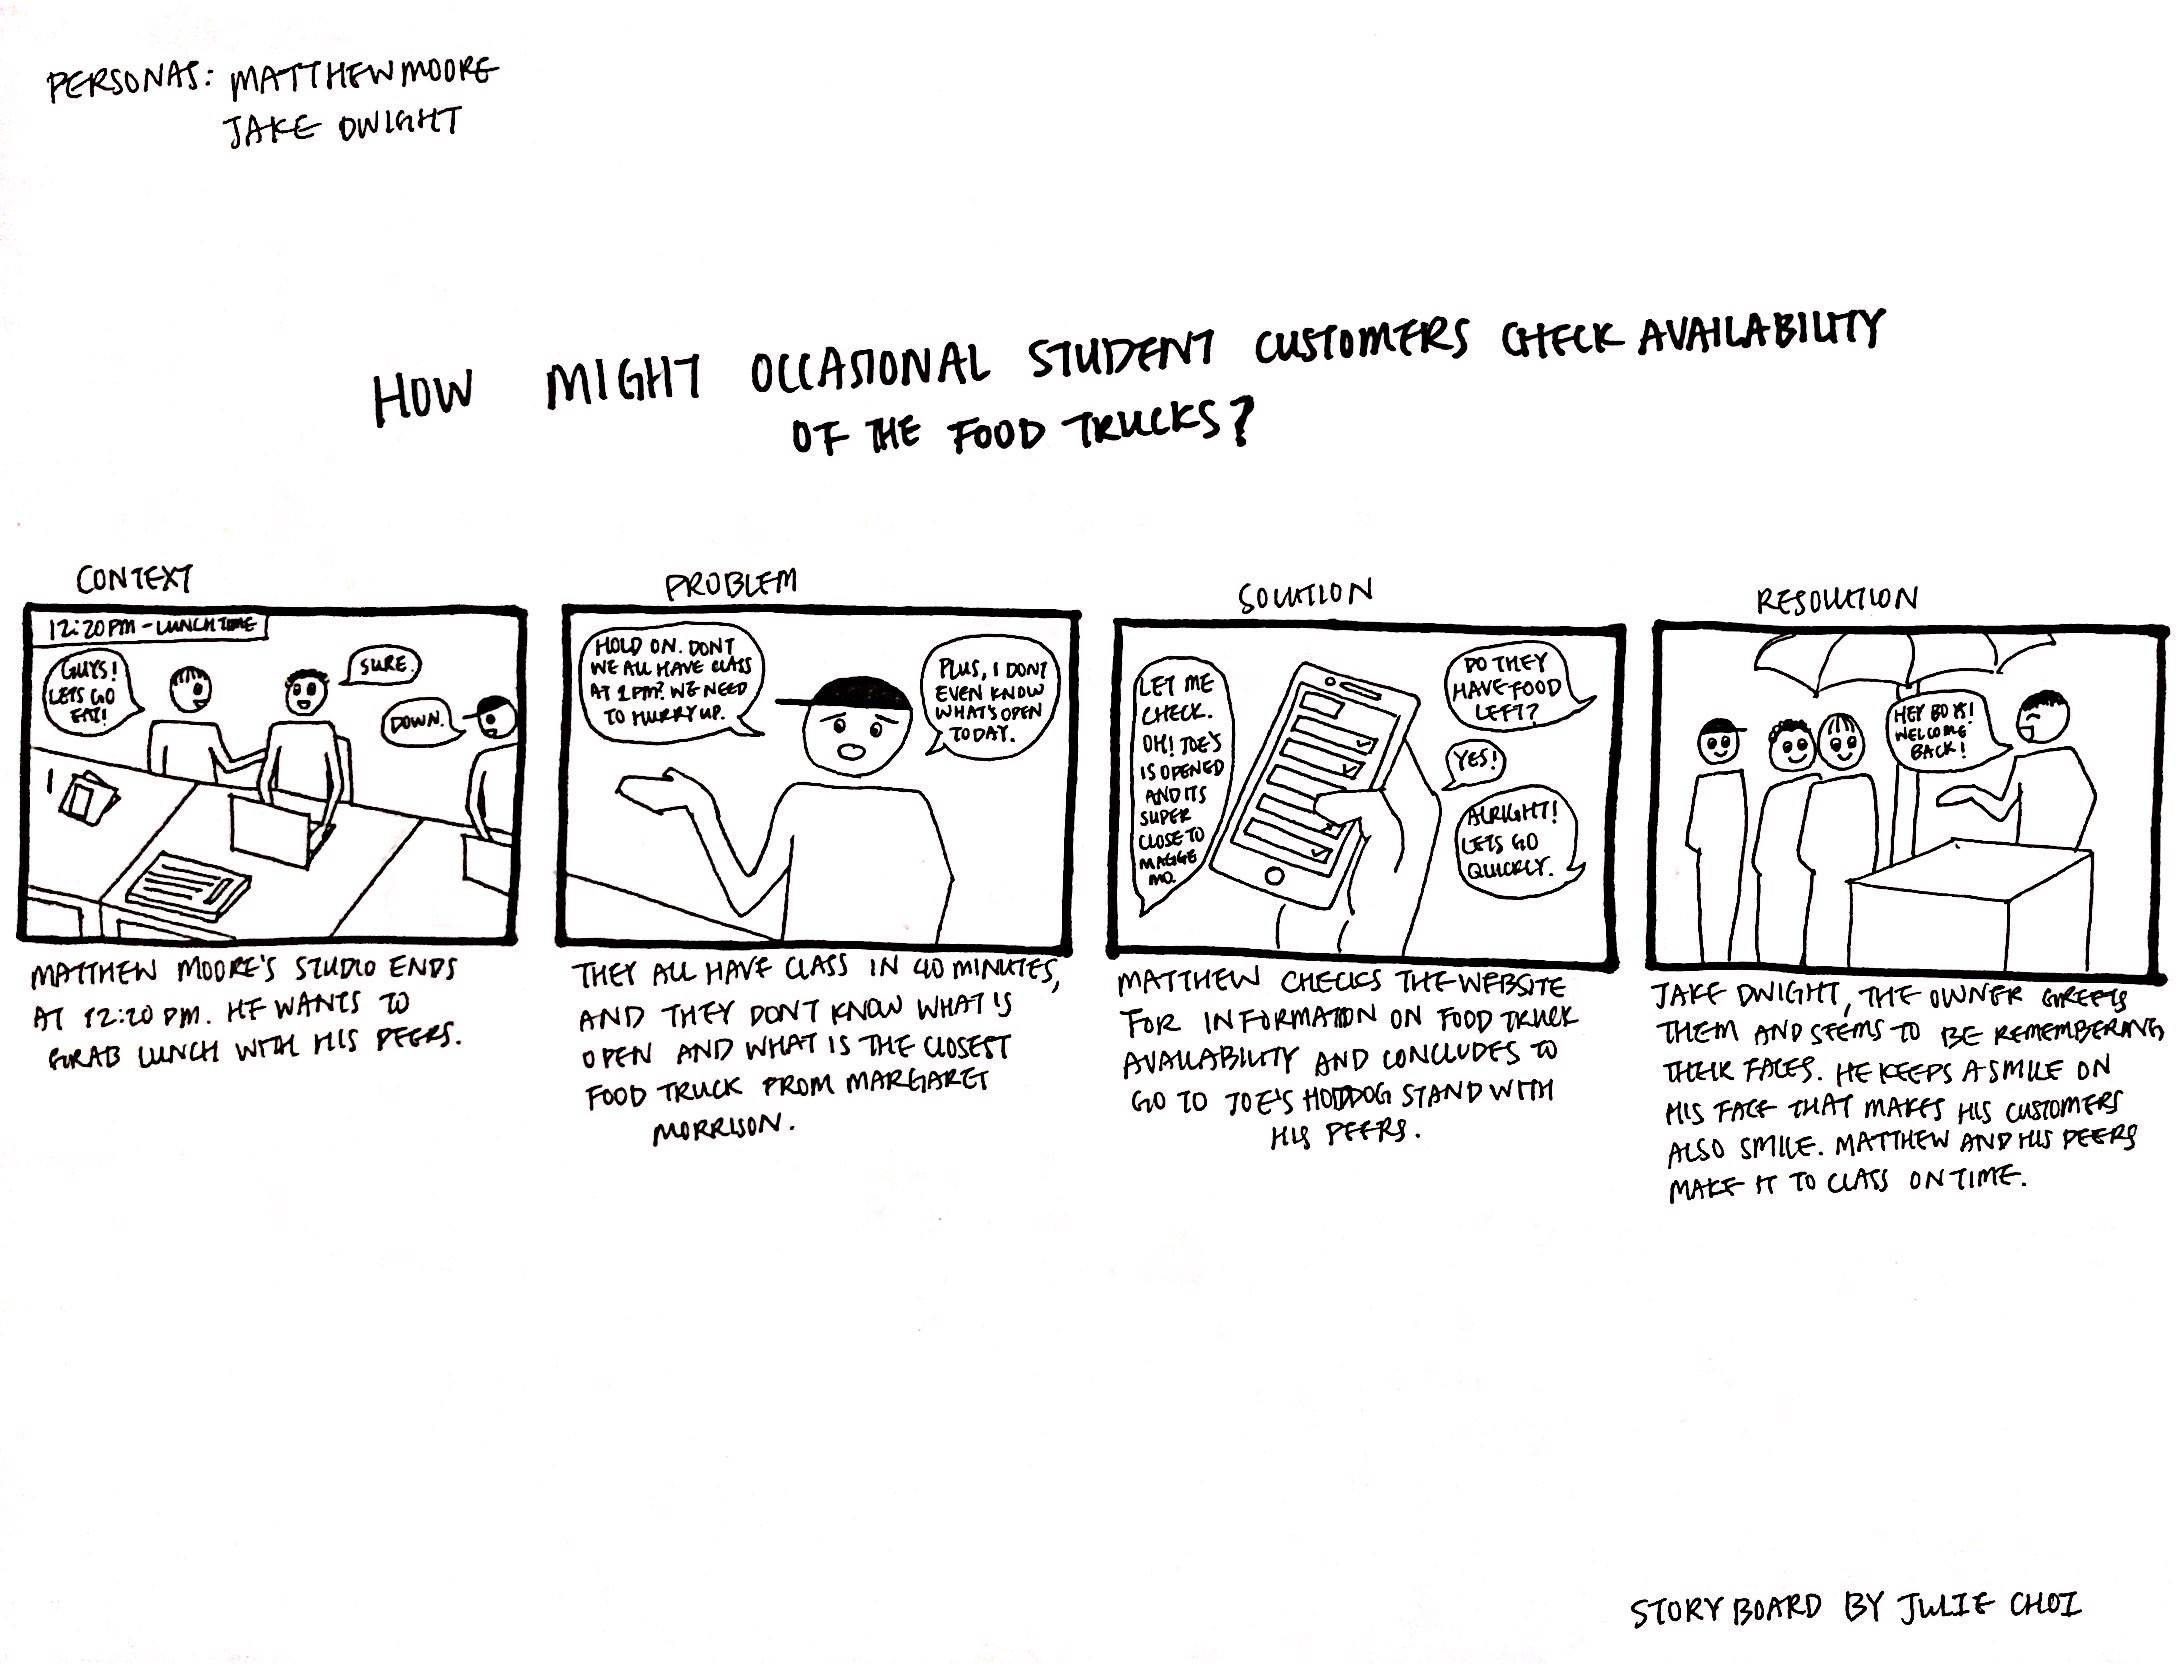 PERSONAS: MATTHEW MOORE
JAKE DWIGHT
HOW MIGHT OCCASIONAL STUDENT CUSTOMERS CHECK AVAILABILITY
OF THE FOOD TRUCKS?
CONTEXT
12:20PM - LUNCH TIME
GUYS!
LETS GO
EAT!
SURE.
DOWN.
MATTHEW MOORE'S STUDIO ENDS
AT 12:20 PM. HE WANTS TO
GRAB LUNCH WITH HIS PEERS.
PROBLEM
HOLD ON. DONT
WE ALL HAVE CLASS
AT 1PM? WE NEED
TO HURRY UP.
PLUS, I DONT
EVEN KNOW
WHAT'S OPEN
TODAY.
THEY ALL HAVE CLASS IN 40 MINUTES,
AND THEY DONT KNOW WHAT IS
OPEN AND WHAT IS THE CLOSEST
FOOD TRUCK FROM MARGARET
MORRISON.
SOLUTION
LET ME
CHECK.
OH! JOE'S
IS OPENED
AND ITS
SUPER
CLOSE TO
MAGGE
MO.
DO THEY
HAVE FOOD
LEFT?
YES!
ALRIGHT!
LETS GO
QUICKLY.
MATTHEW CHECKS THE WEBSITE
FOR INFORMATION ON FOOD TRUCK
AVAILABILITY AND CONCLUDES TO
GO TO JOE'S HOTDOG STAND WITH
HIS PEERS.
RESOLUTION
HEY BOYS!
WELCOME
BACK!
JAKE DWIGHT, THE OWNER GREETS
THEM AND SEEMS TO BE REMEMBERING
THEIR FACES. HE KEEPS A SMILE ON
HIS FACE THAT MAKES HIS CUSTOMERS
ALSO SMILE. MATTHEW AND HIS PEERS
MAKE IT TO CLASS ON TIME.
STORYBOARD BY JULIE CHOI